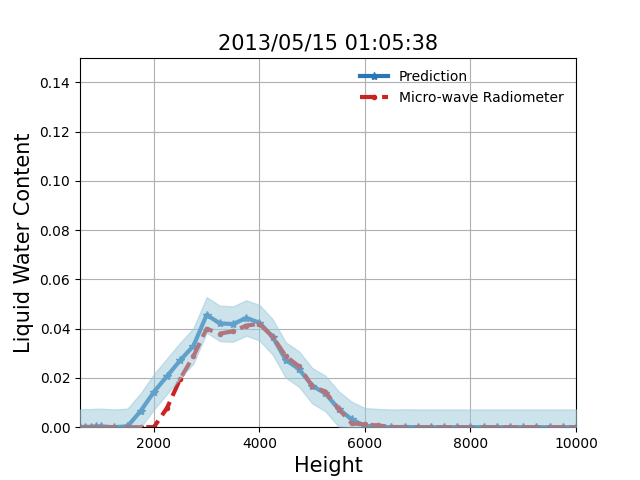 2013/05/15 01:05:38
Prediction
Micro-wave Radiometer
Liquid Water Content
0.14
0.12
0.10
0.08
0.06
0.04
0.02
0.00
2000 4000 6000 8000 10000
Height